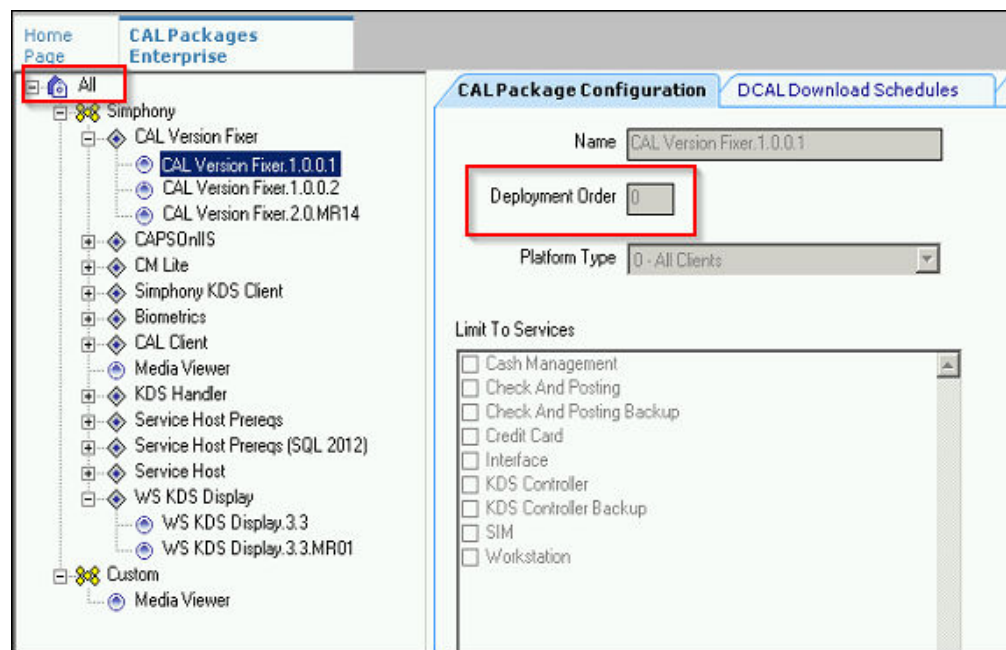 Home Page
CAL Packages Enterprise
All
Simphony
CAL Version Fixer
CAL Version Fixer.1.0.0.1
CAL Version Fixer.1.0.0.2
CAL Version Fixer.2.0.MR14
CAPSOnIIS
CM Lite
Simphony KDS Client
Biometrics
CAL Client
Media Viewer
KDS Handler
Service Host Prereqs
Service Host Prereqs (SQL 2012)
Service Host
WS KDS Display
WS KDS Display.3.3
WS KDS Display.3.3.MR01
Custom
Media Viewer
CAL Package Configuration
DCAL Download Schedules
Name CAL Version Fixer.1.0.0.1
Deployment Order 0
Platform Type 0 - All Clients
Limit To Services
Cash Management
Check And Posting
Check And Posting Backup
Credit Card
Interface
KDS Controller
KDS Controller Backup
SIM
Workstation